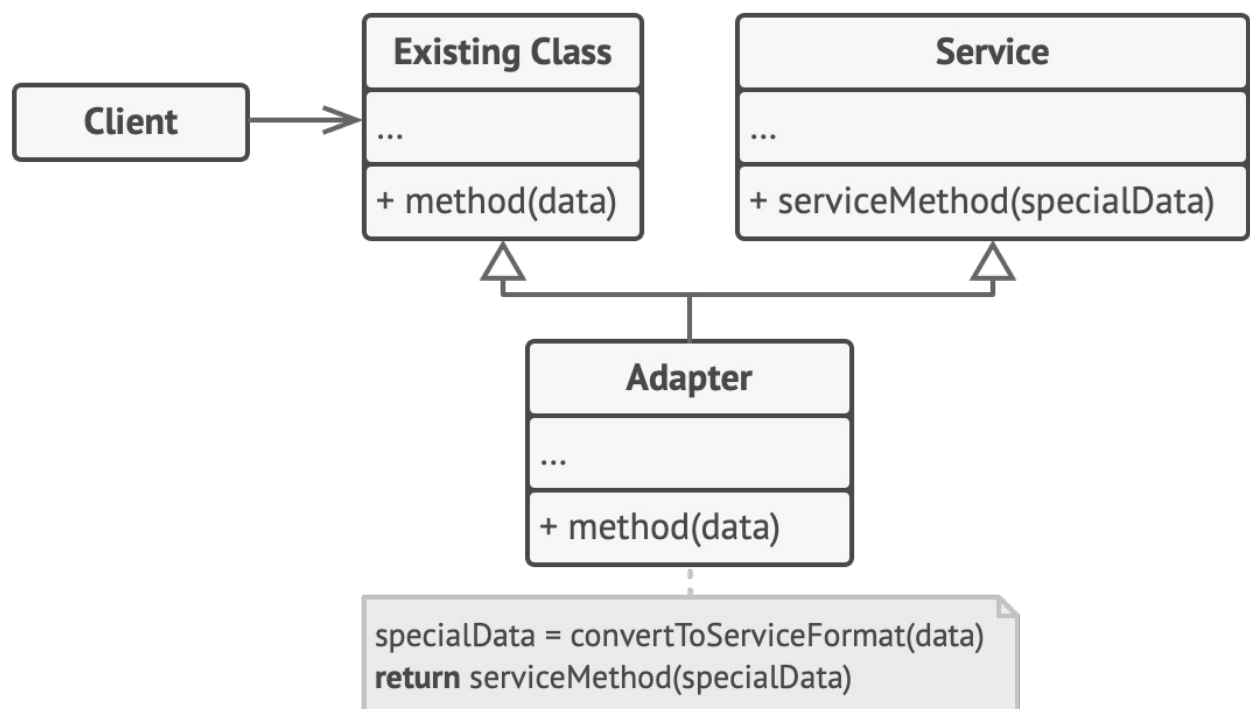 Existing Class
Service
Client
...
...
+ method(data)
+ serviceMethod(specialData)
Adapter
...
+ method(data)
specialData = convertToServiceFormat(data)
return serviceMethod(specialData)